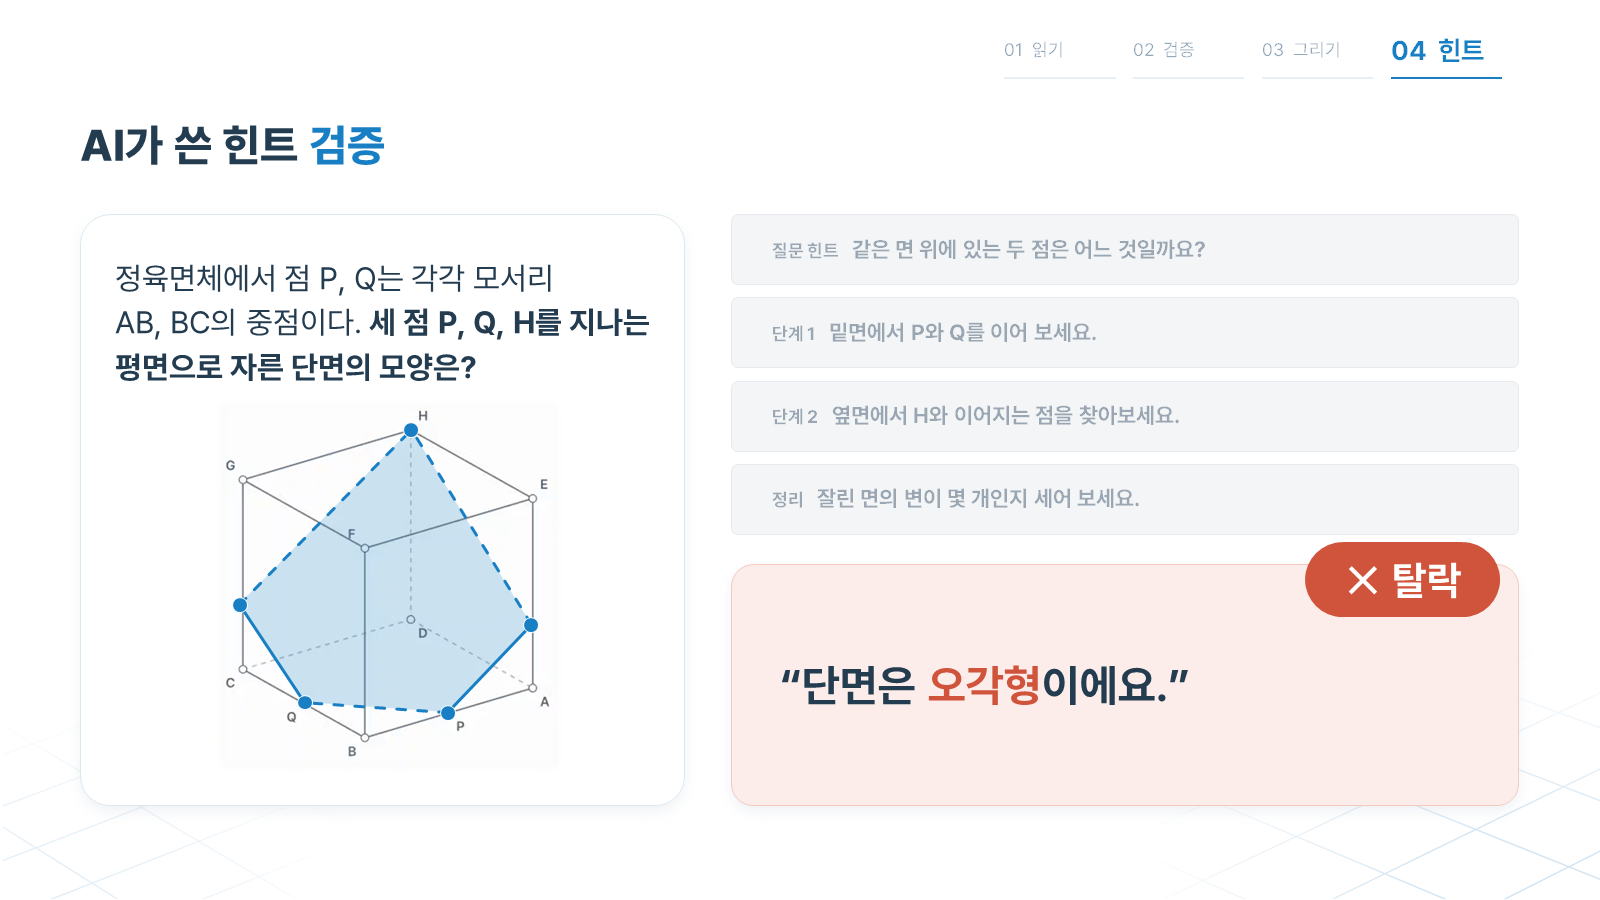 01 읽기
02 검증
03 그리기
04 힌트
AI가 쓴 힌트 검증
정육면체에서 점 P, Q는 각각 모서리
AB, BC의 중점이다. 세 점 P, Q, H를 지나는
평면으로 자른 단면의 모양은?
H
G
E
F
D
C
A
Q
P
B
질문 힌트 같은 면 위에 있는 두 점은 어느 것일까요?
단계 1 밑면에서 P와 Q를 이어 보세요.
단계 2 옆면에서 H와 이어지는 점을 찾아보세요.
정리 잘린 면의 변이 몇 개인지 세어 보세요.
× 탈락
“단면은 오각형이에요.”